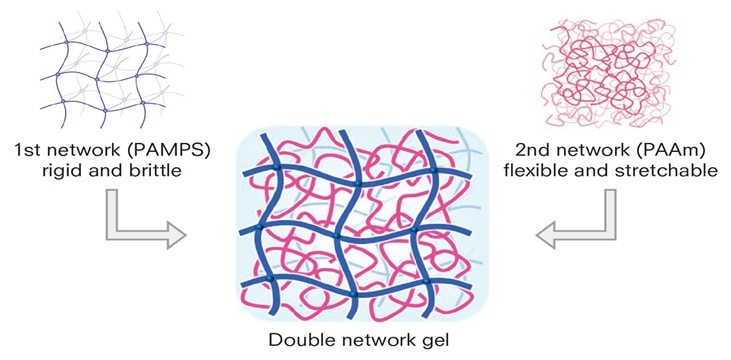 1st network (PAMPS)
rigid and brittle
2nd network (PAAm)
flexible and stretchable
Double network gel